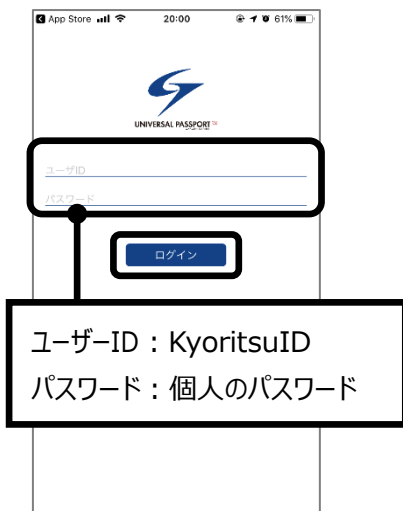 App Store 20:00 61%
UNIVERSAL PASSPORT
ユーザID
パスワード
ログイン
ユーザーID：KyoritsuID
パスワード：個人のパスワード